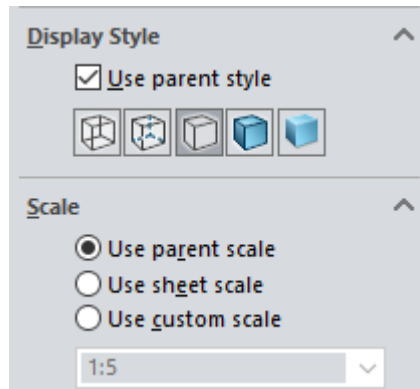 Display Style
Use parent style
Scale
Use parent scale
Use sheet scale
Use custom scale
1:5